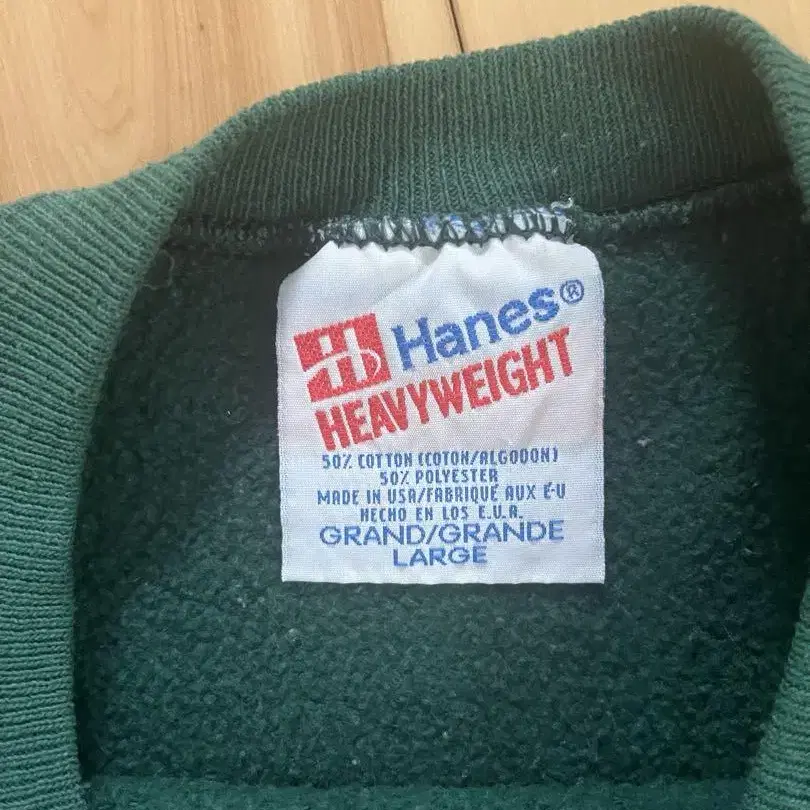 Hanes®
HEAVYWEIGHT
50% COTTON (COTON/ALGODON)
50% POLYESTER
MADE IN USA/FABRIQUÉ AUX É-U
HECHO EN LOS E.U.A.
GRAND/GRANDE
LARGE